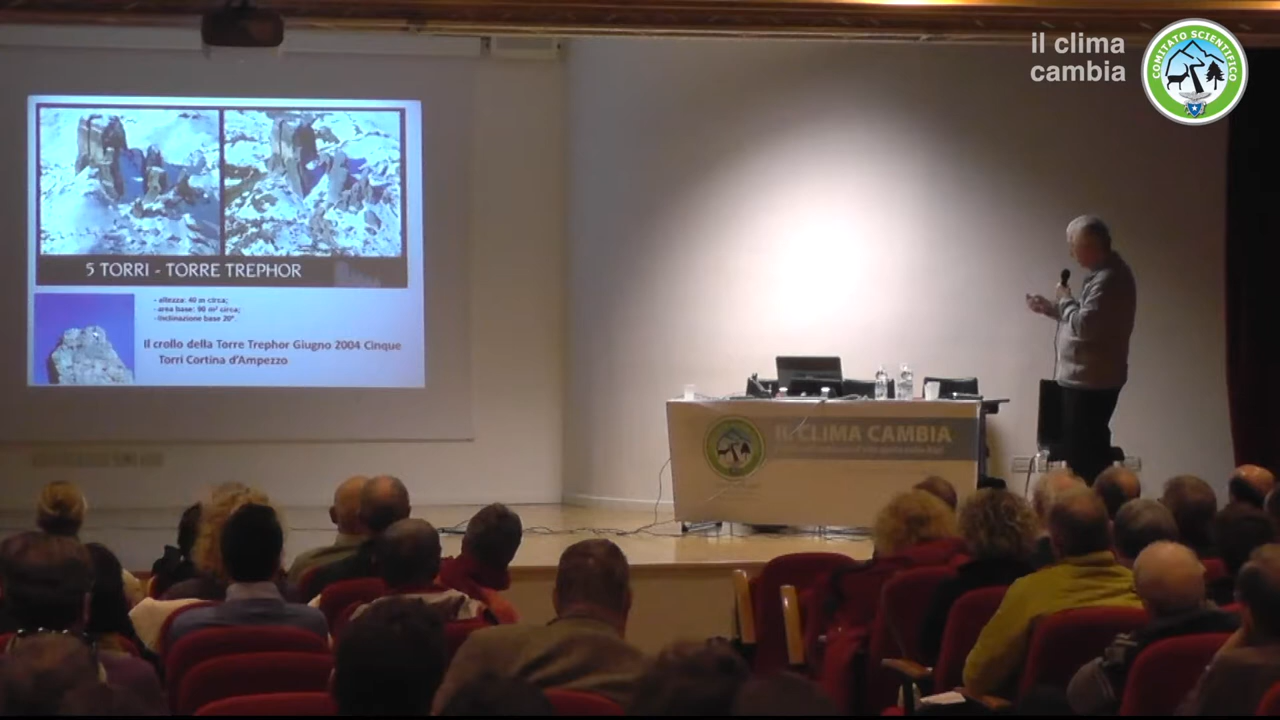 il clima
cambia
COMITATO SCIENTIFICO
5 TORRI - TORRE TREPHOR
- altezza: 40 m circa;
- area base: 90 m² circa;
- inclinazione base 20°.
Il crollo della Torre Trephor Giugno 2004 Cinque
Torri Cortina d'Ampezzo
IL CLIMA CAMBIA